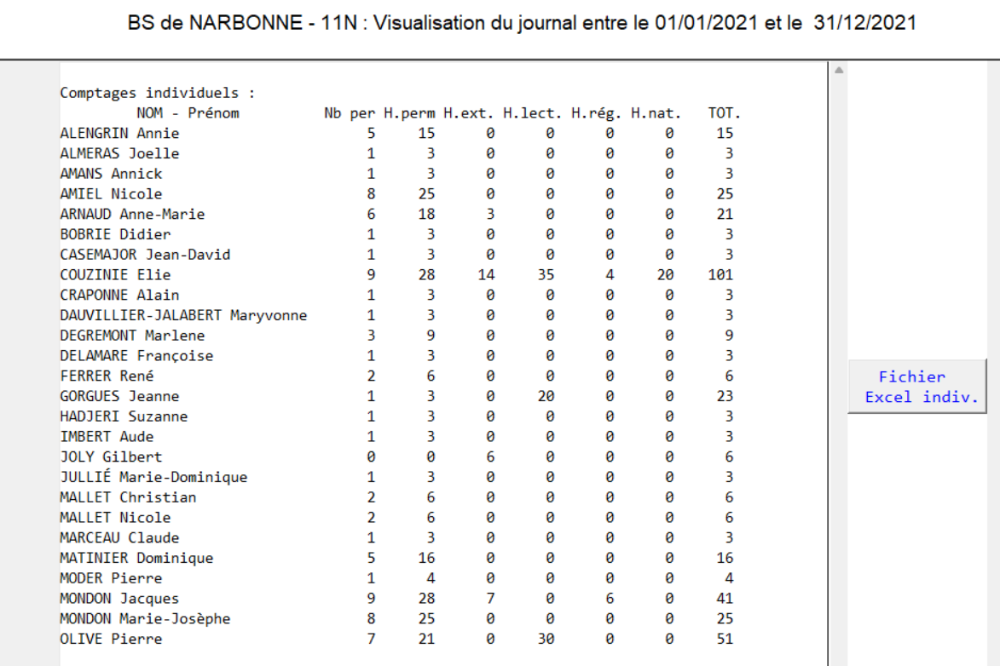 BS de NARBONNE - 11N : Visualisation du journal entre le 01/01/2021 et le 31/12/2021
Comptages individuels :
NOM - Prénom Nb per H.perm H.ext. H.lect. H.rég. H.nat. TOT.
ALENGRIN Annie 5 15 0 0 0 0 15
ALMERAS Joelle 1 3 0 0 0 0 3
AMANS Annick 1 3 0 0 0 0 3
AMIEL Nicole 8 25 0 0 0 0 25
ARNAUD Anne-Marie 6 18 3 0 0 0 21
BOBRIE Didier 1 3 0 0 0 0 3
CASEMAJOR Jean-David 1 3 0 0 0 0 3
COUZINIE Elie 9 28 14 35 4 20 101
CRAPONNE Alain 1 3 0 0 0 0 3
DAUVILLIER-JALABERT Maryvonne 1 3 0 0 0 0 3
DEGREMONT Marlene 3 9 0 0 0 0 9
DELAMARE Françoise 1 3 0 0 0 0 3
FERRER René 2 6 0 0 0 0 6
GORGUES Jeanne 1 3 0 20 0 0 23
HADJERI Suzanne 1 3 0 0 0 0 3
IMBERT Aude 1 3 0 0 0 0 3
JOLY Gilbert 0 0 6 0 0 0 6
JULLIÉ Marie-Dominique 1 3 0 0 0 0 3
MALLET Christian 2 6 0 0 0 0 6
MALLET Nicole 2 6 0 0 0 0 6
MARCEAU Claude 1 3 0 0 0 0 3
MATINIER Dominique 5 16 0 0 0 0 16
MODER Pierre 1 4 0 0 0 0 4
MONDON Jacques 9 28 7 0 6 0 41
MONDON Marie-Josèphe 8 25 0 0 0 0 25
OLIVE Pierre 7 21 0 30 0 0 51
Fichier
Excel indiv.